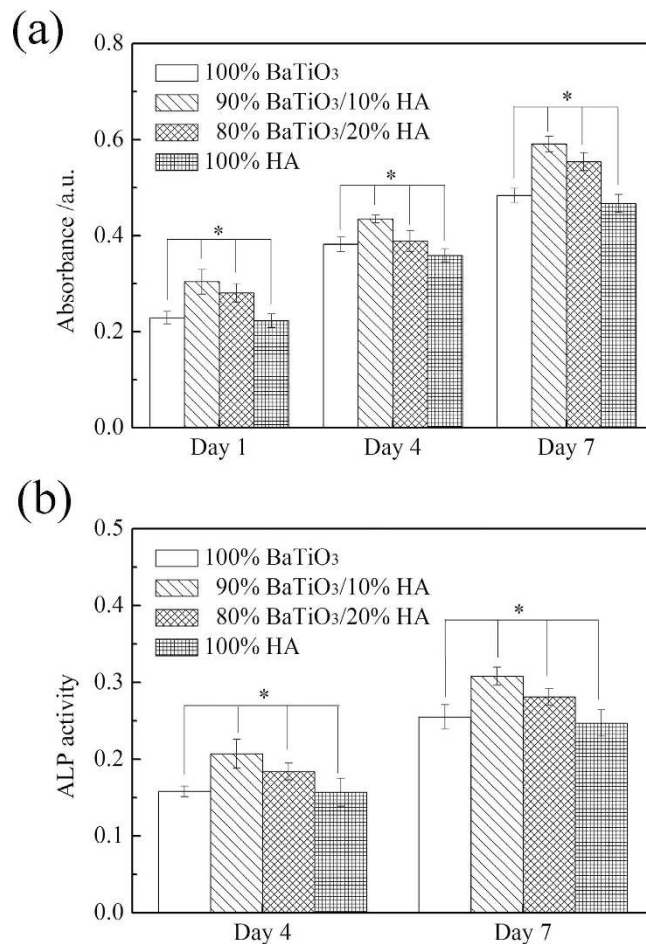 (a)
0.8
0.6
0.4
0.2
0.0
Absorbance /a.u.
100% BaTiO₃
90% BaTiO₃/10% HA
80% BaTiO₃/20% HA
100% HA
*
*
*
Day 1 Day 4 Day 7
(b)
0.5
0.4
0.3
0.2
0.1
0.0
ALP activity
100% BaTiO₃
90% BaTiO₃/10% HA
80% BaTiO₃/20% HA
100% HA
*
*
Day 4 Day 7